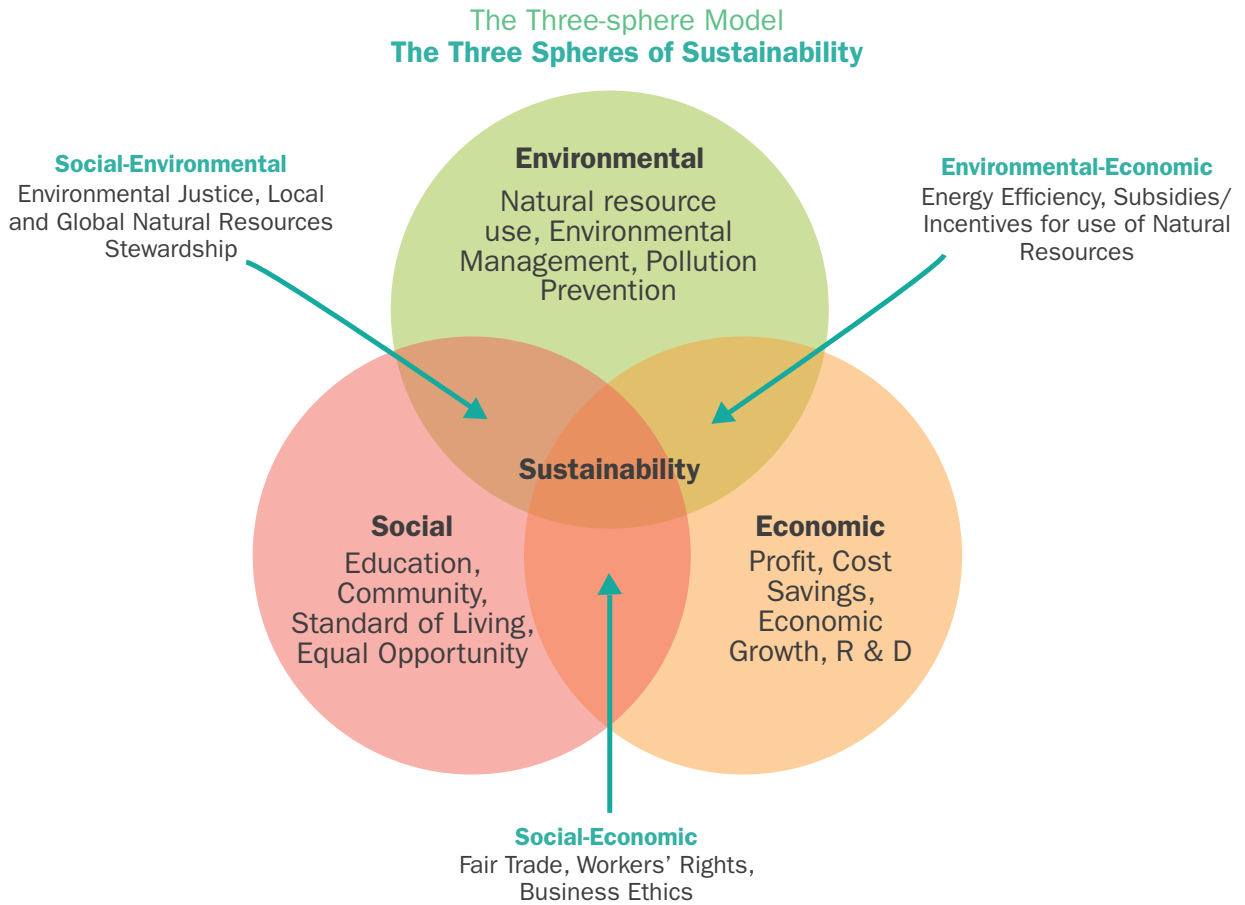 The Three-sphere Model
The Three Spheres of Sustainability
Social-Environmental
Environmental Justice, Local
and Global Natural Resources
Stewardship
Environmental
Natural resource
use, Environmental
Management, Pollution
Prevention
Environmental-Economic
Energy Efficiency, Subsidies/
Incentives for use of Natural
Resources
Sustainability
Social
Education,
Community,
Standard of Living,
Equal Opportunity
Economic
Profit, Cost
Savings,
Economic
Growth, R & D
Social-Economic
Fair Trade, Workers’ Rights,
Business Ethics